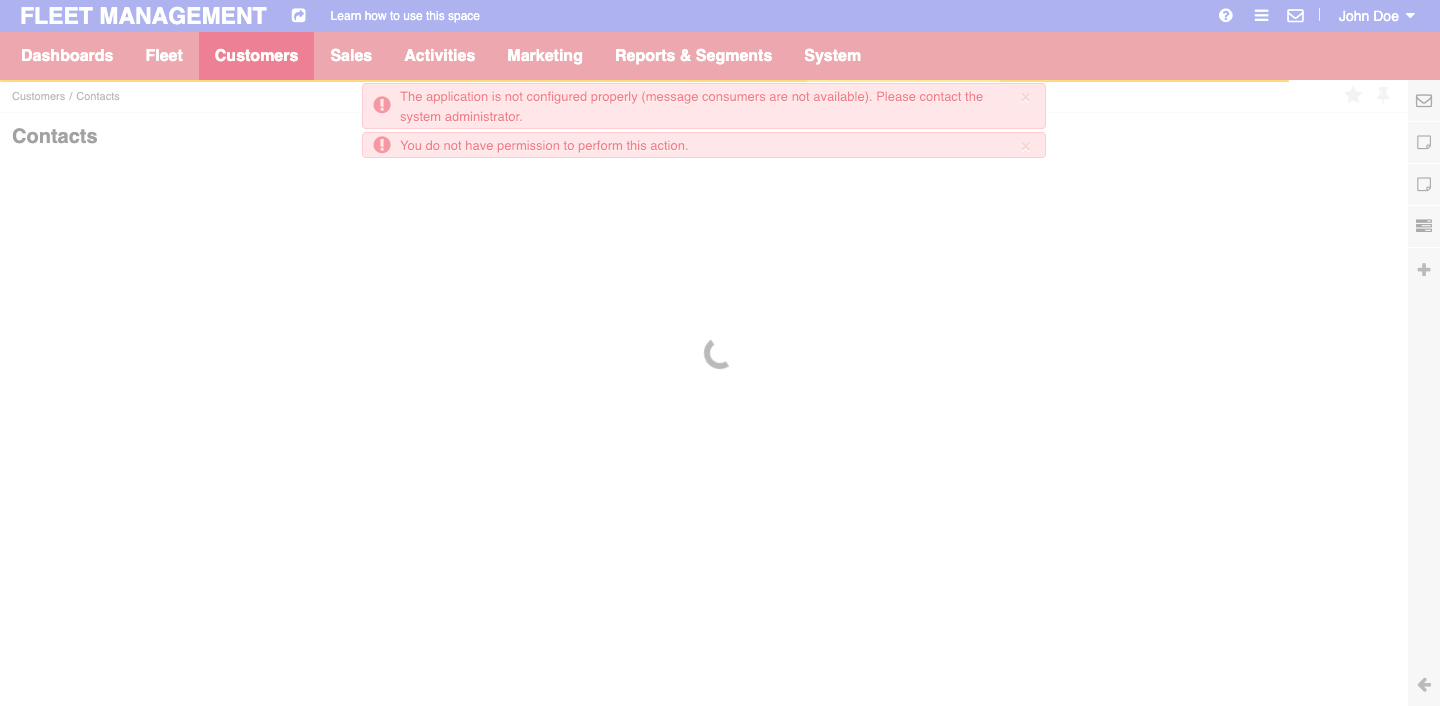 FLEET MANAGEMENT
Learn how to use this space
John Doe
Dashboards
Fleet
Customers
Sales
Activities
Marketing
Reports & Segments
System
Customers / Contacts
The application is not configured properly (message consumers are not available). Please contact the
system administrator.
×
You do not have permission to perform this action.
×
Contacts